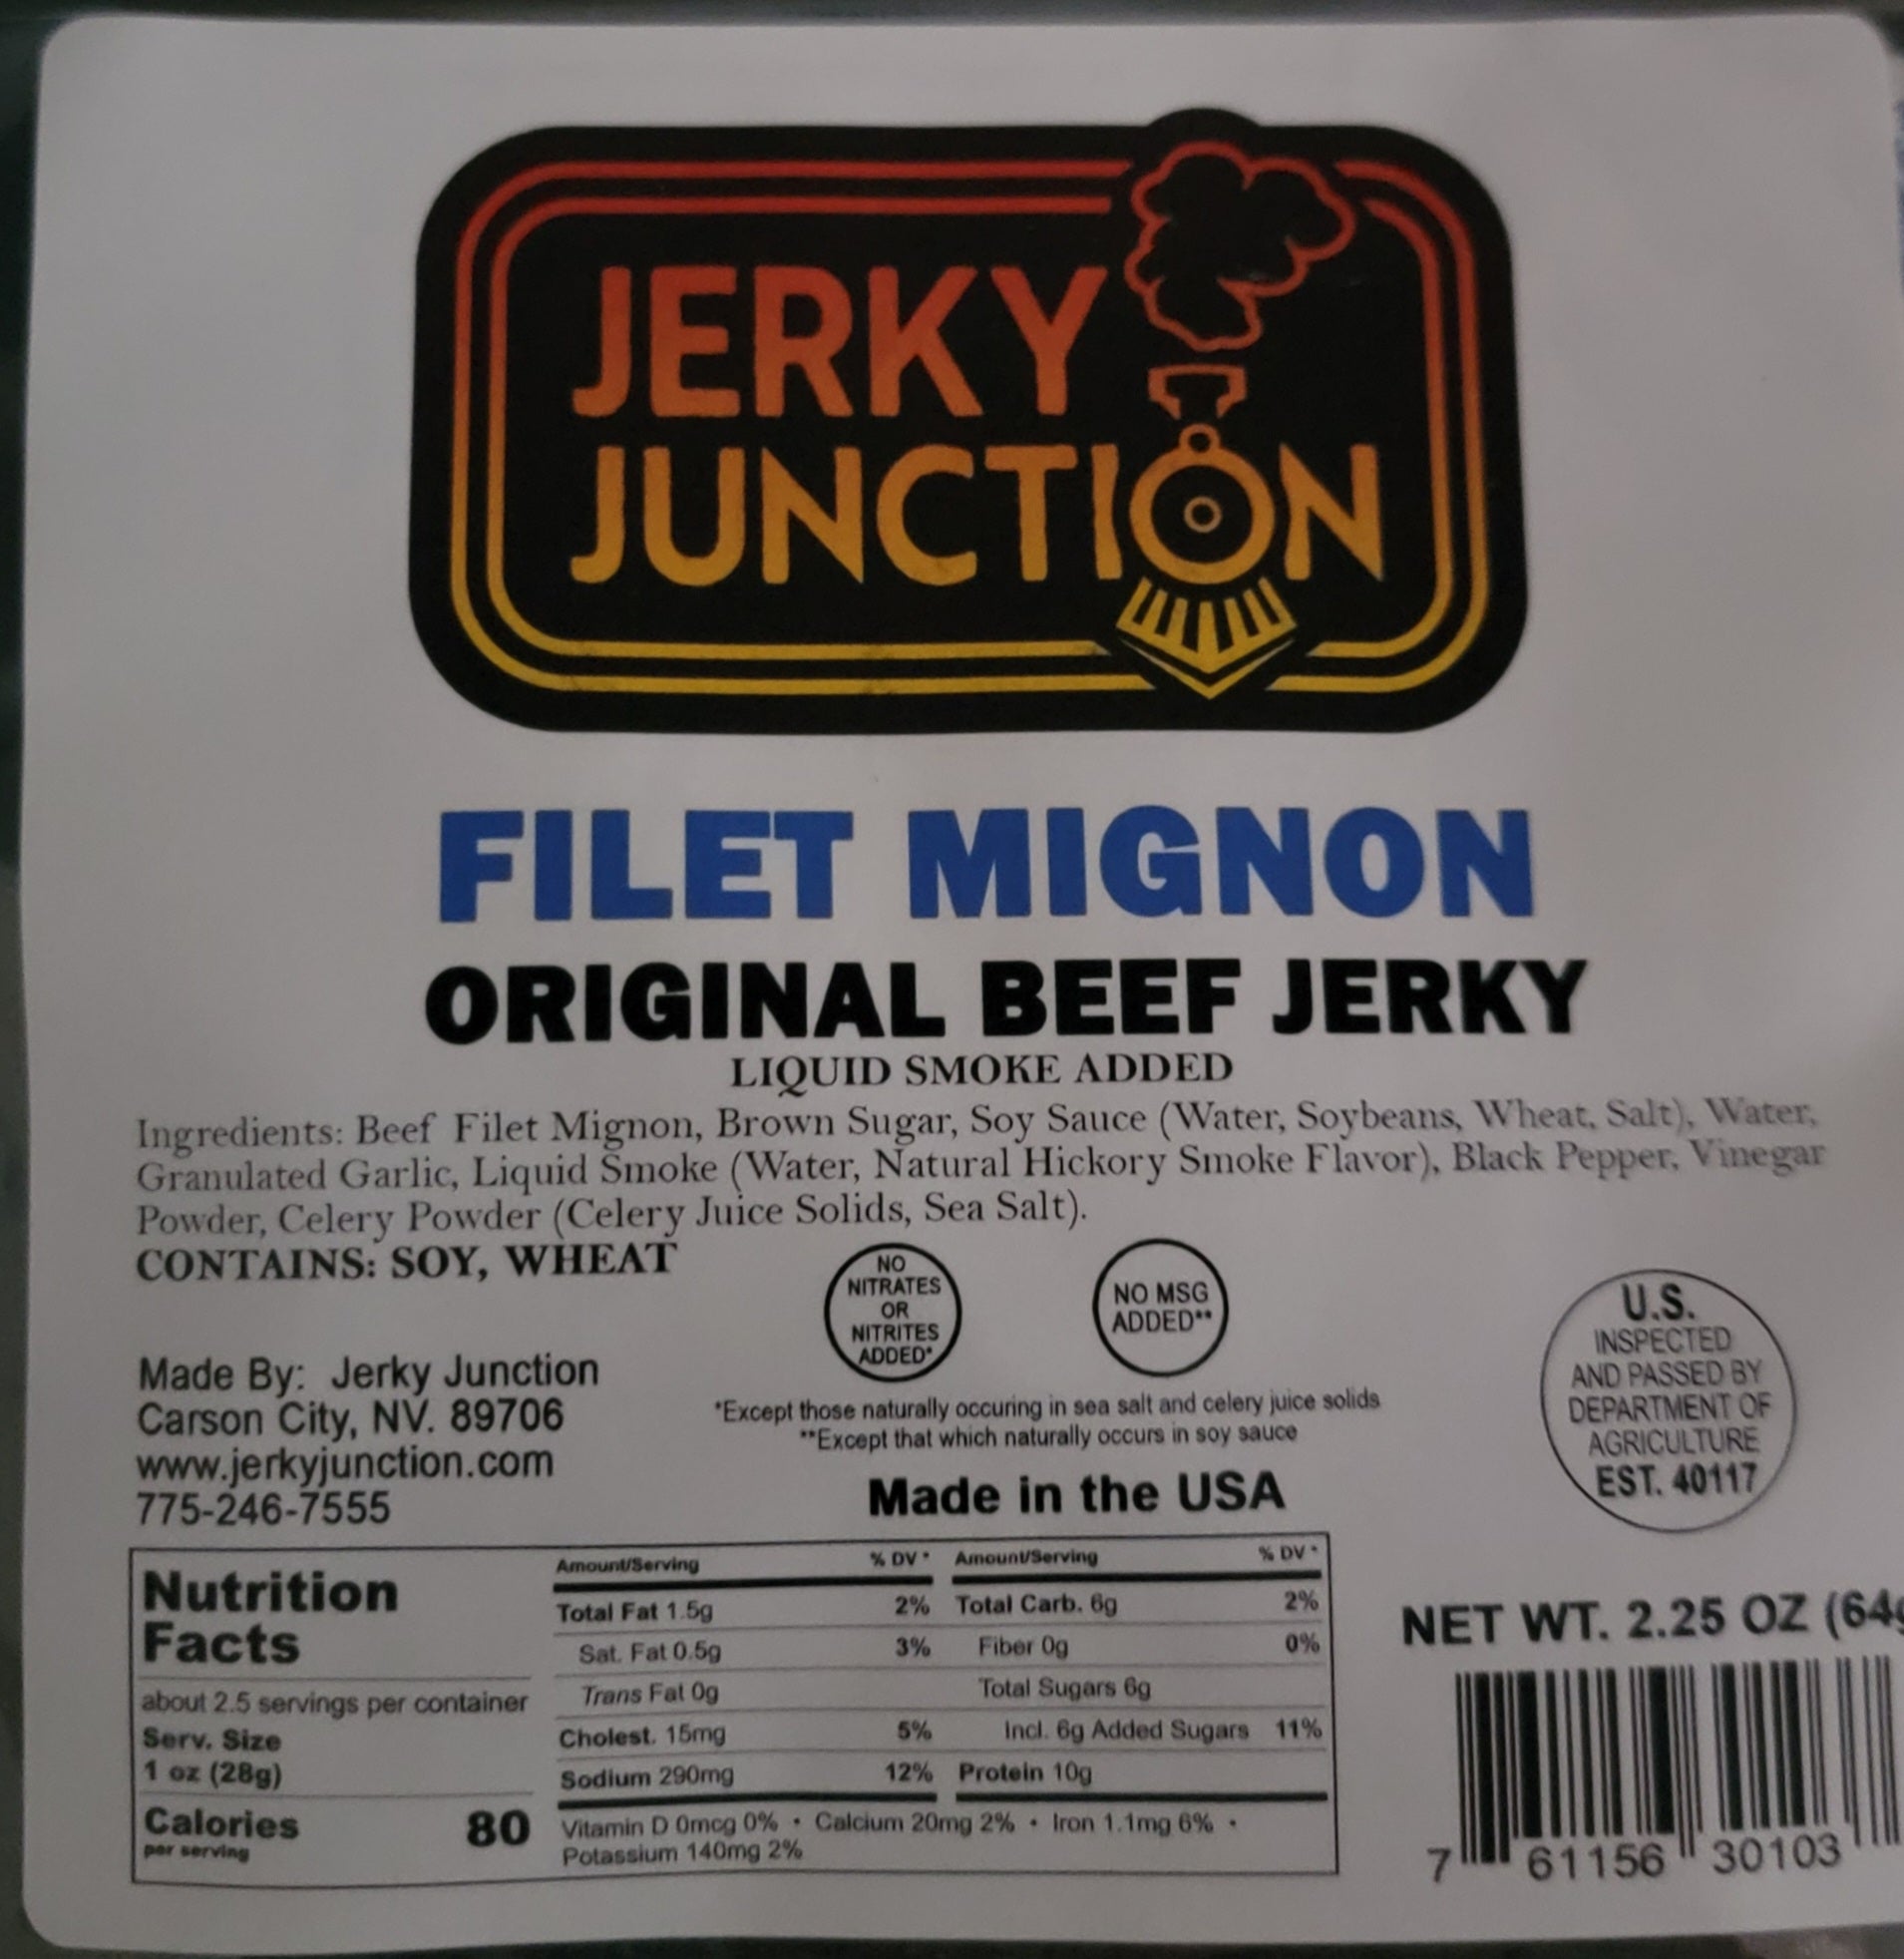 JERKY
JUNCTION
FILET MIGNON
ORIGINAL BEEF JERKY
LIQUID SMOKE ADDED
Ingredients: Beef Filet Mignon, Brown Sugar, Soy Sauce (Water, Soybeans, Wheat, Salt), Water,
Granulated Garlic, Liquid Smoke (Water, Natural Hickory Smoke Flavor), Black Pepper, Vinegar
Powder, Celery Powder (Celery Juice Solids, Sea Salt).
CONTAINS: SOY, WHEAT
NO
NITRATES
OR
NITRITES
ADDED*
NO MSG
ADDED**
U.S.
INSPECTED
AND PASSED BY
DEPARTMENT OF
AGRICULTURE
EST. 40117
Made By: Jerky Junction
Carson City, NV. 89706
www.jerkyjunction.com
775-246-7555
*Except those naturally occuring in sea salt and celery juice solids
**Except that which naturally occurs in soy sauce
Made in the USA
Nutrition
Facts
about 2.5 servings per container
Serv. Size
1 oz (28g)
Calories 80
per serving
Amount/Serving % DV* Amount/Serving % DV*
Total Fat 1.5g 2% Total Carb. 6g 2%
Sat. Fat 0.5g 3% Fiber 0g 0%
Trans Fat 0g Total Sugars 6g
Cholest. 15mg 5% Incl. 6g Added Sugars 11%
Sodium 290mg 12% Protein 10g
Vitamin D 0mcg 0% • Calcium 20mg 2% • Iron 1.1mg 6% •
Potassium 140mg 2%
NET WT. 2.25 OZ (64g
7 61156 30103